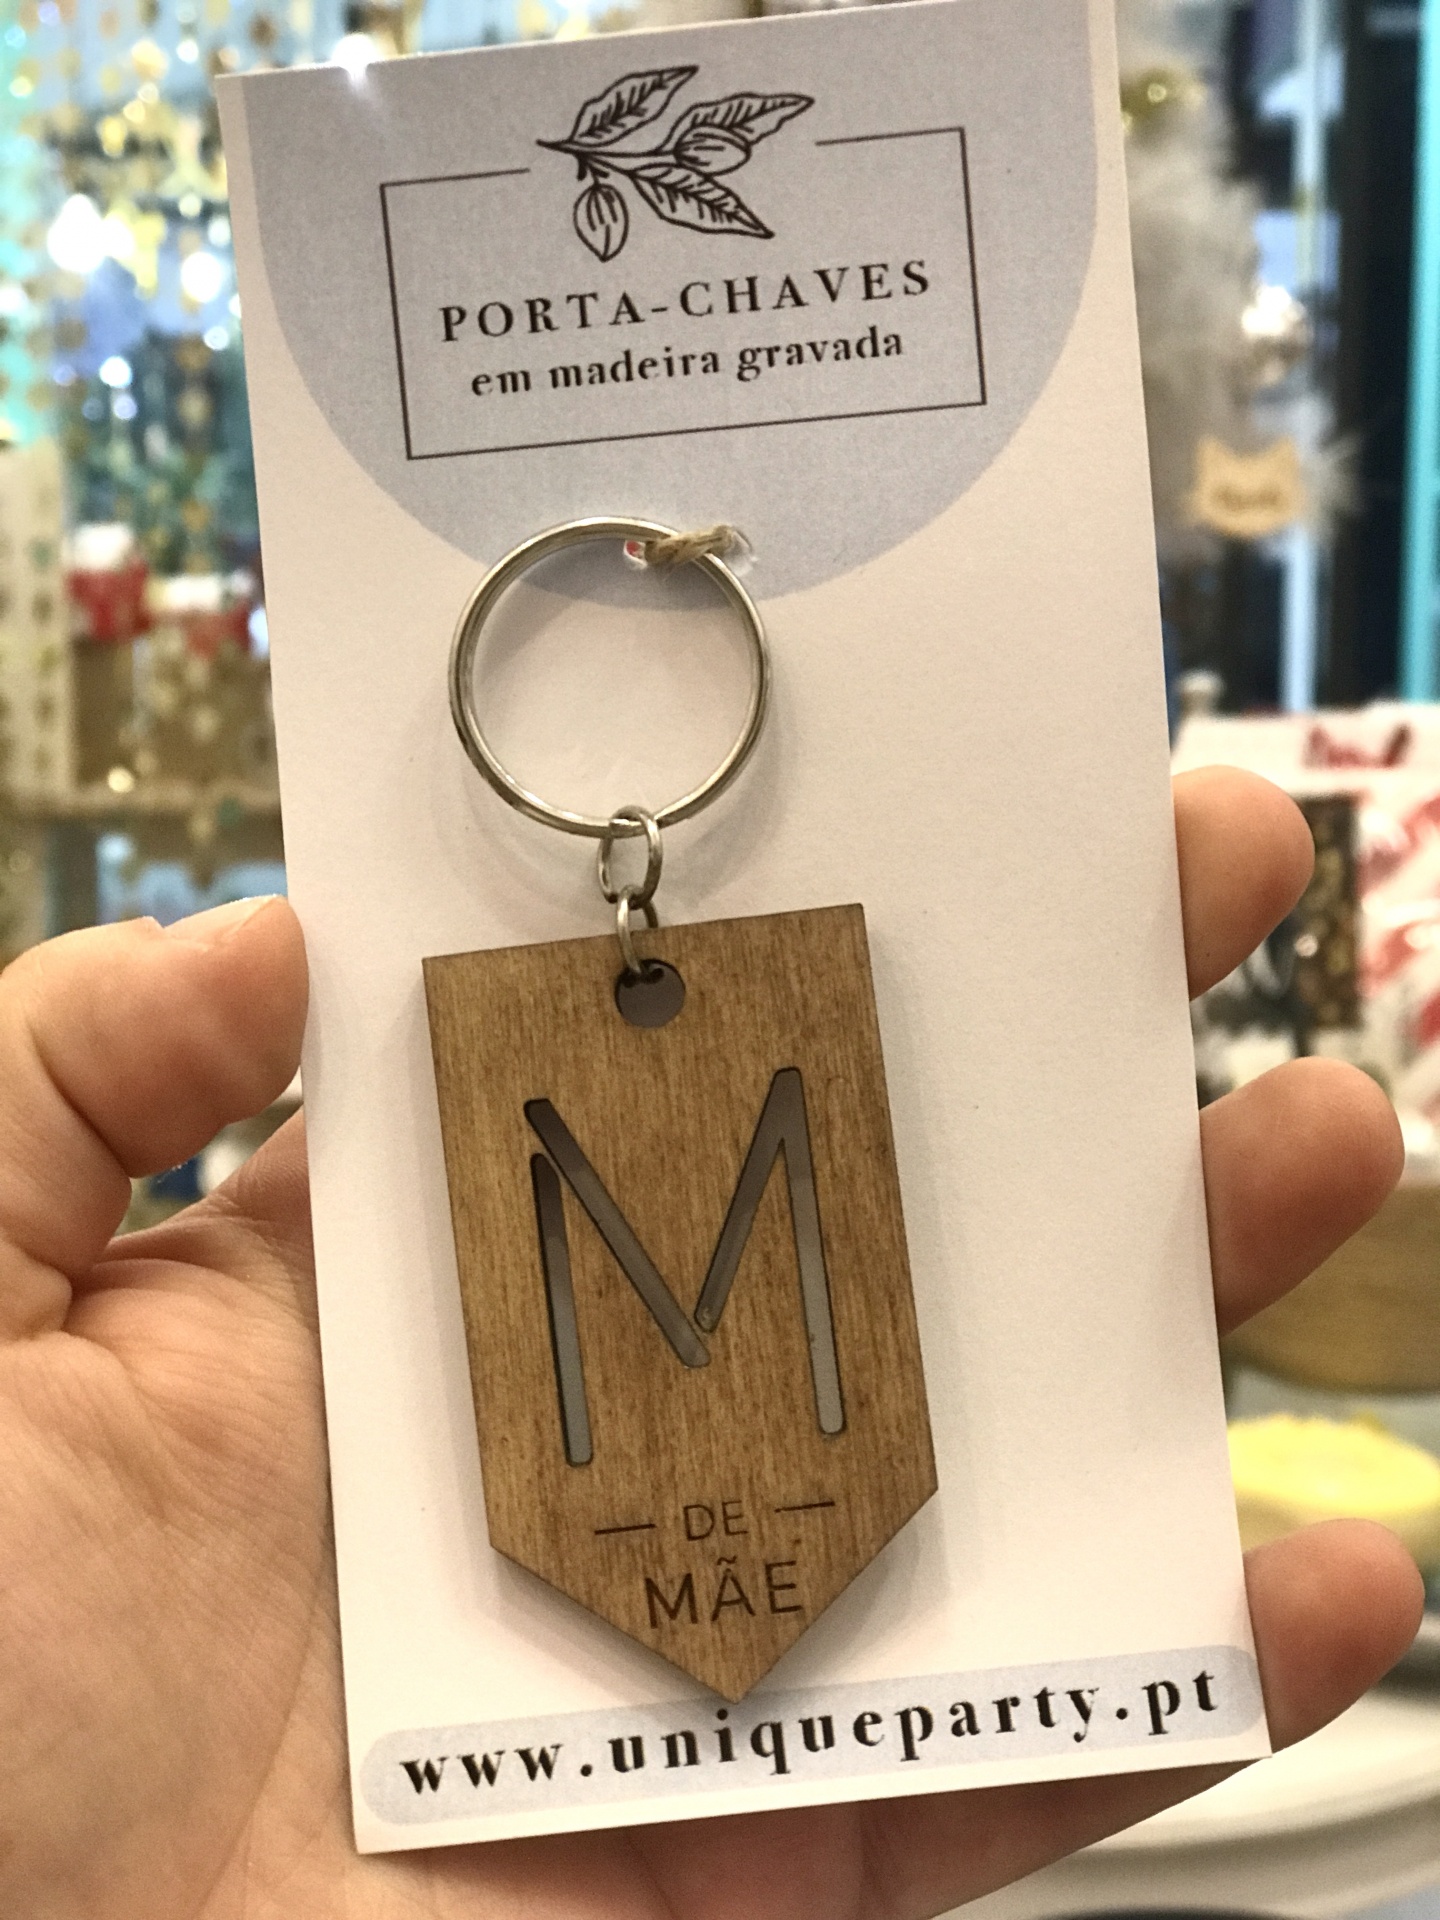 PORTA-CHAVES
em madeira gravada
M
DE
MÃE
www.uniqueparty.pt